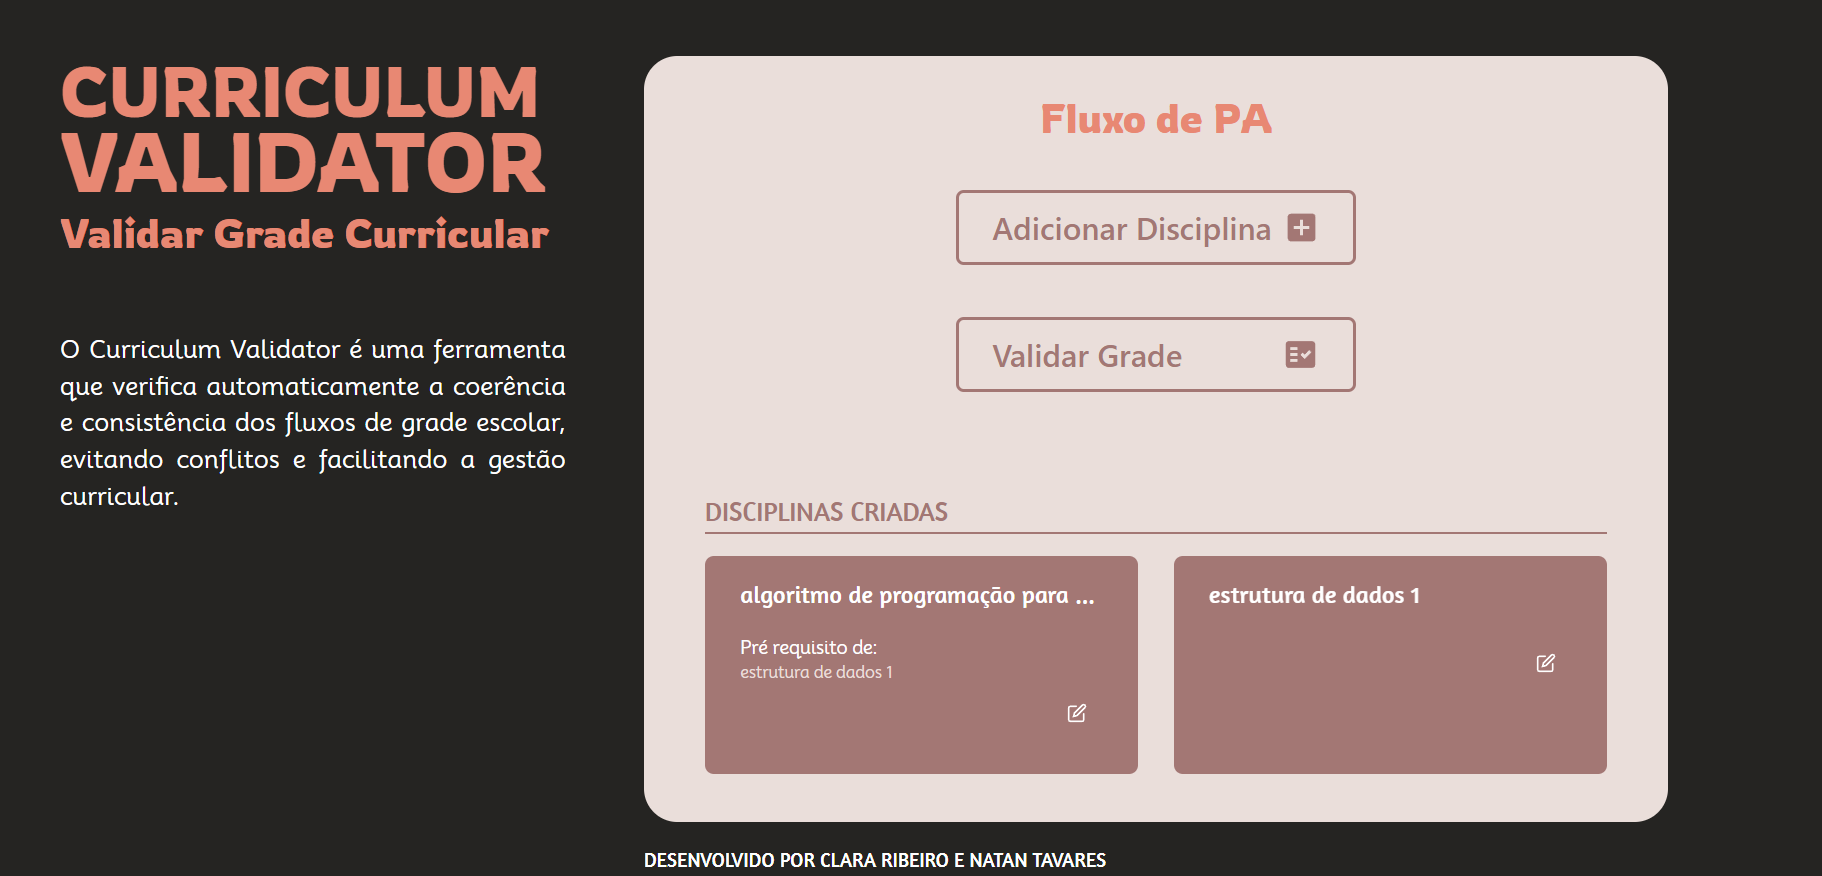 CURRICULUM
VALIDATOR
Validar Grade Curricular
O Curriculum Validator é uma ferramenta
que verifica automaticamente a coerência
e consistência dos fluxos de grade escolar,
evitando conflitos e facilitando a gestão
curricular.
Fluxo de PA
Adicionar Disciplina
Validar Grade
DISCIPLINAS CRIADAS
algoritmo de programação para ...
Pré requisito de:
estrutura de dados 1
estrutura de dados 1
DESENVOLVIDO POR CLARA RIBEIRO E NATAN TAVARES